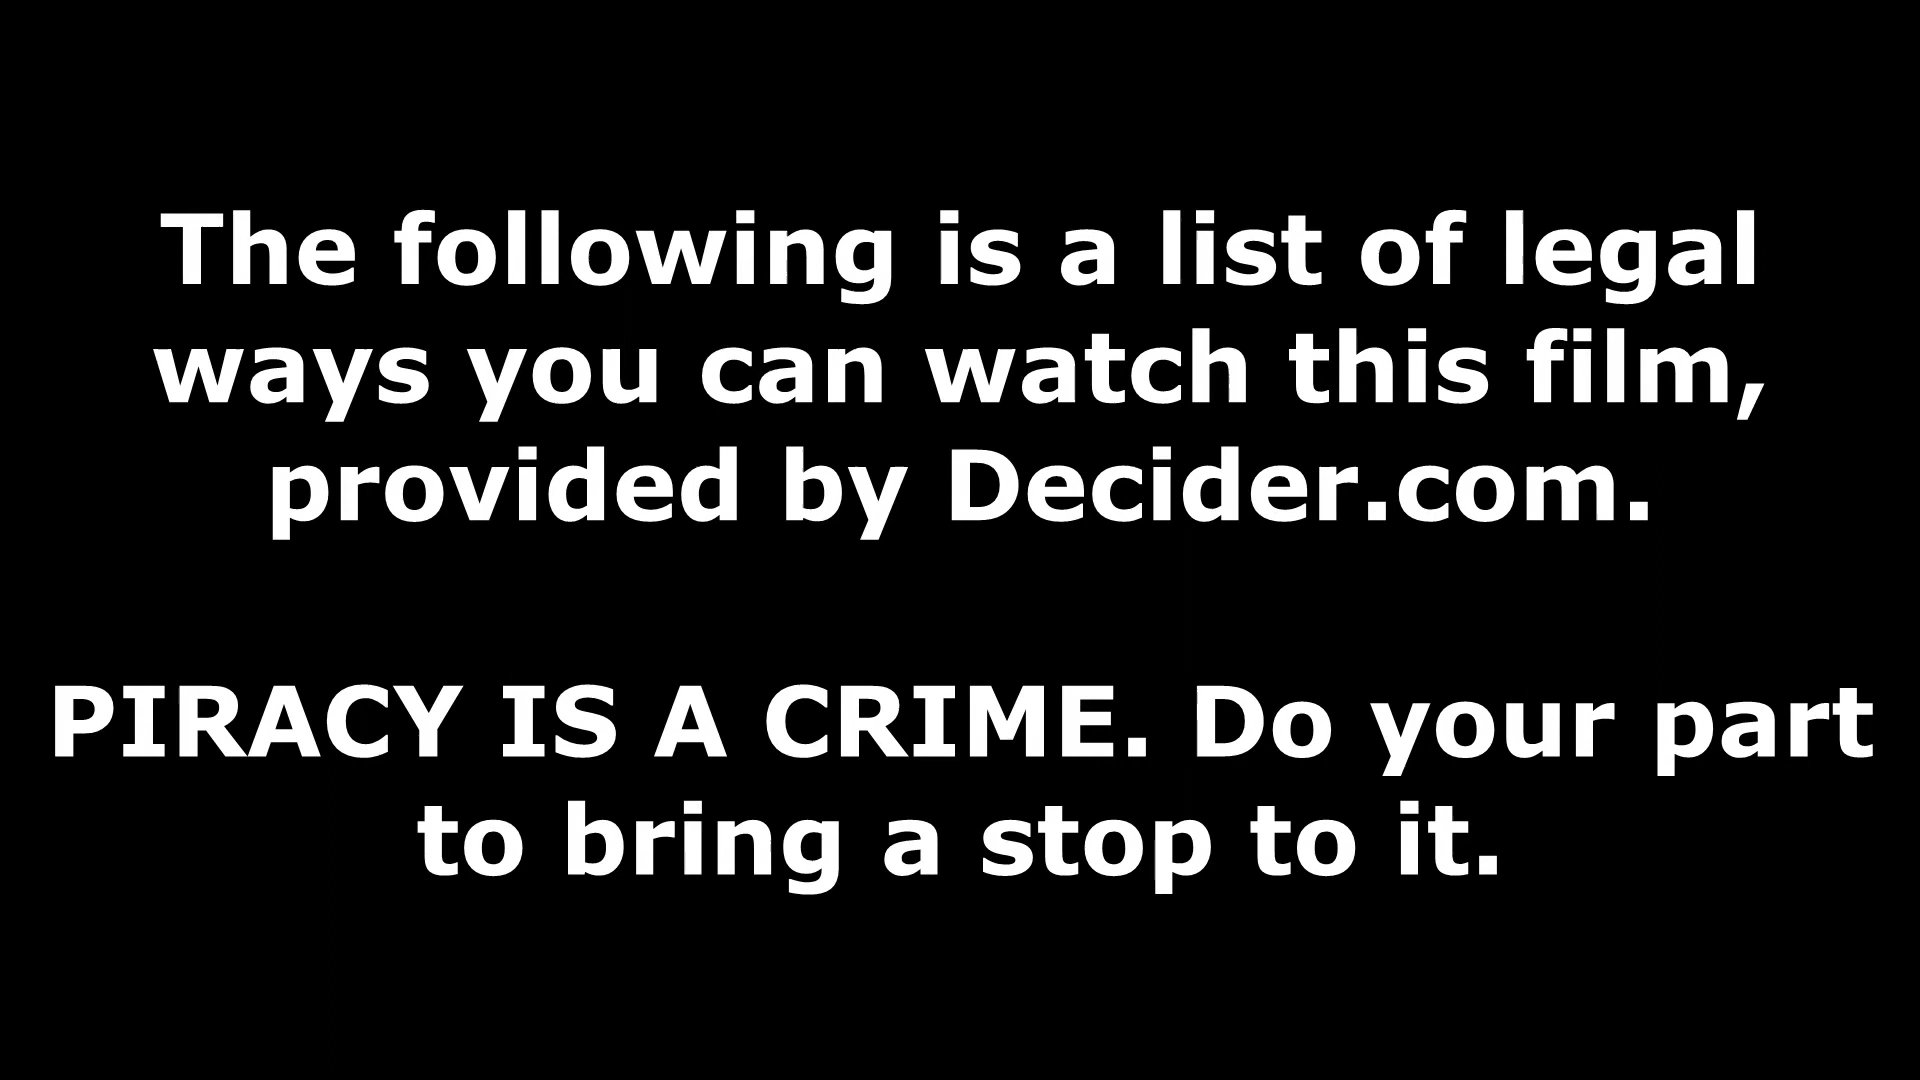 The following is a list of legal
ways you can watch this film,
provided by Decider.com.
PIRACY IS A CRIME. Do your part
to bring a stop to it.